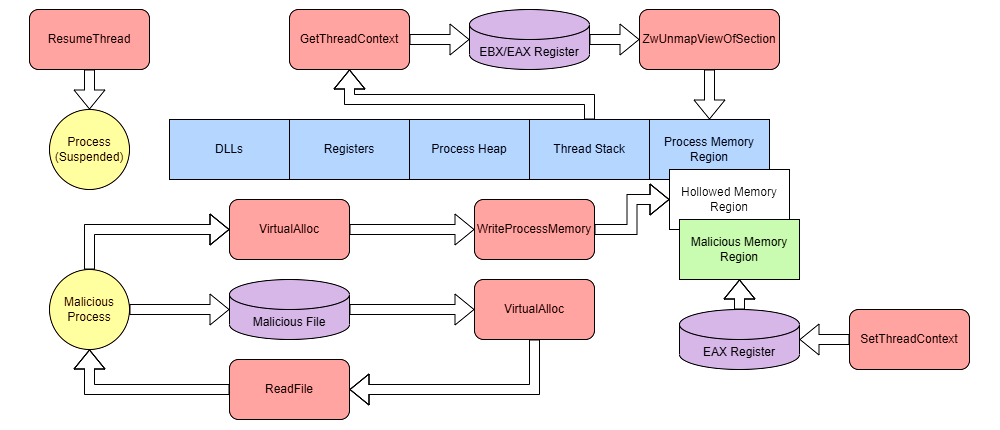 ResumeThread
GetThreadContext
EBX/EAX Register
ZwUnmapViewOfSection
Process
(Suspended)
DLLs
Registers
Process Heap
Thread Stack
Process Memory
Region
Hollowed Memory
Region
VirtualAlloc
WriteProcessMemory
Malicious Memory
Region
Malicious
Process
Malicious File
VirtualAlloc
EAX Register
SetThreadContext
ReadFile